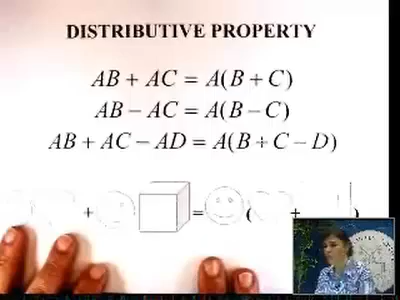 DISTRIBUTIVE PROPERTY
AB + AC = A(B + C)
AB − AC = A(B − C)
AB + AC − AD = A(B + C − D)
+ = ( + )